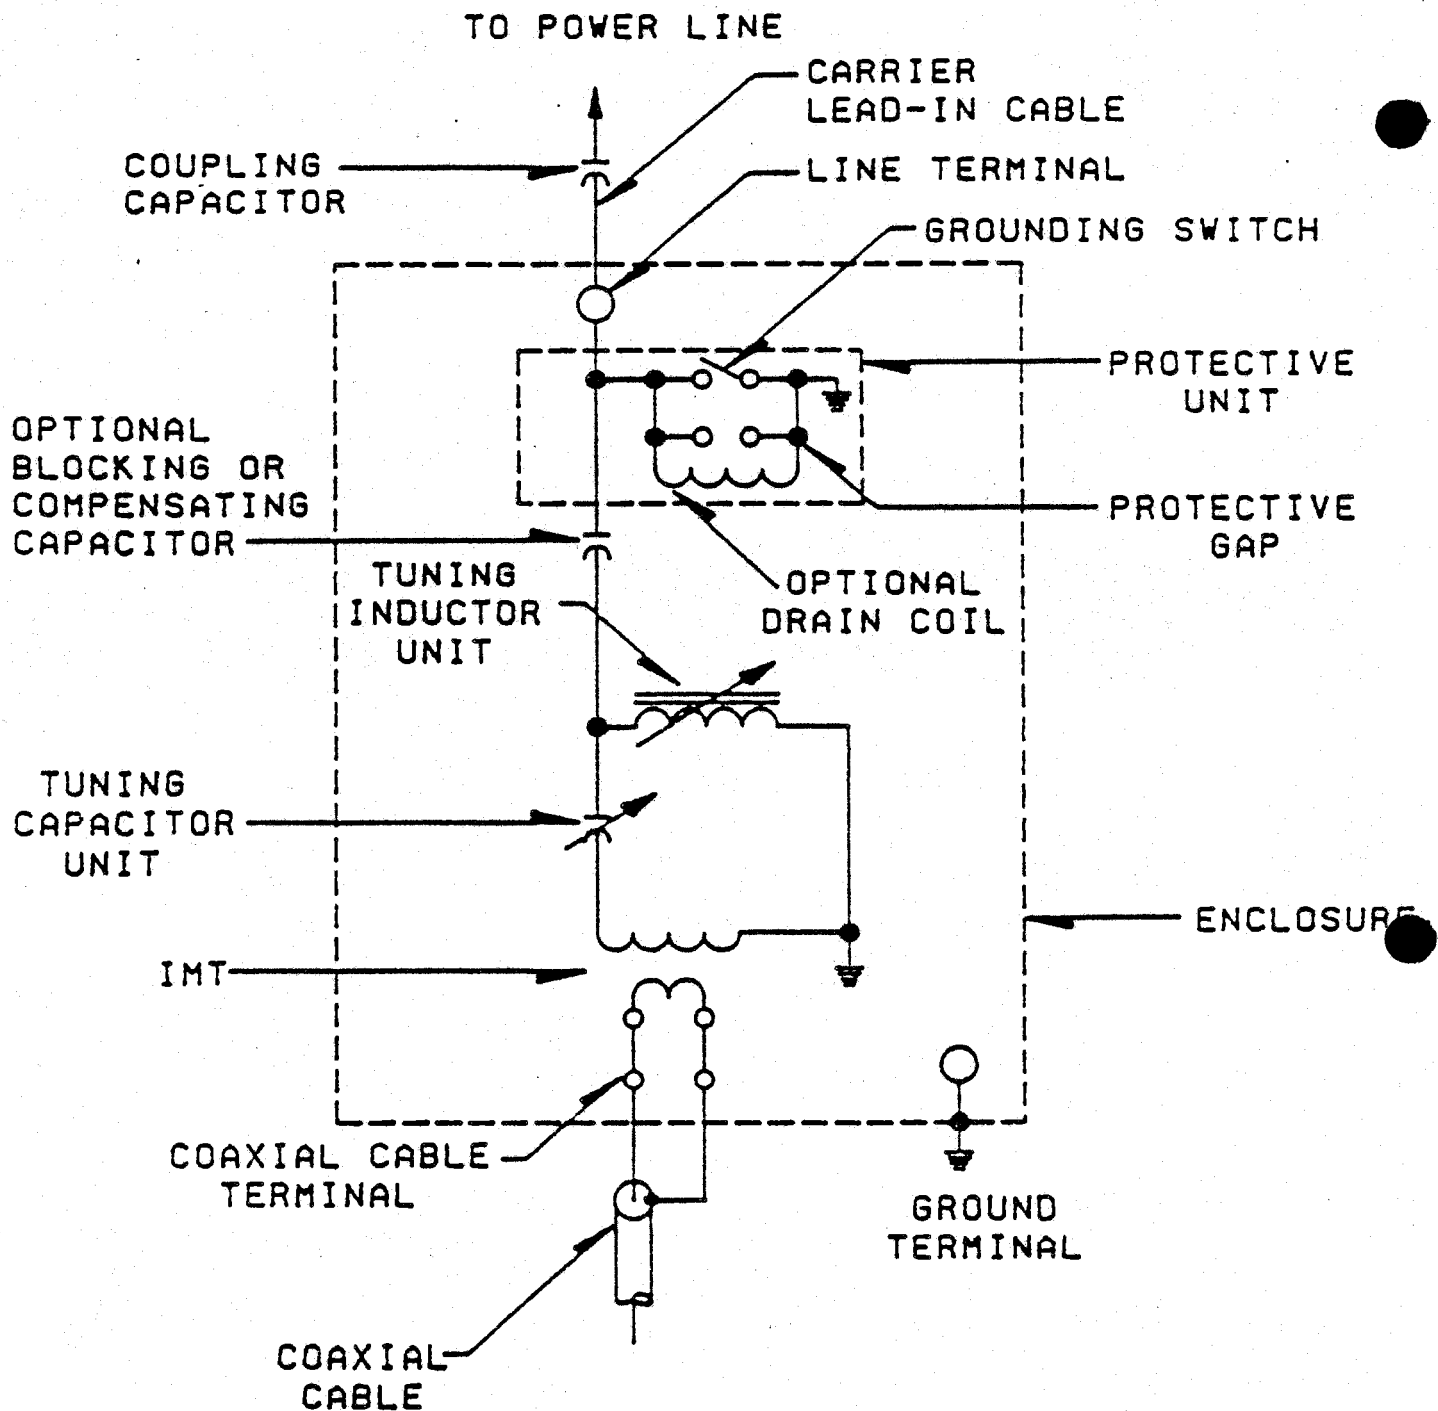 TO POWER LINE
CARRIER
LEAD-IN CABLE
COUPLING
CAPACITOR
LINE TERMINAL
GROUNDING SWITCH
PROTECTIVE
UNIT
OPTIONAL
BLOCKING OR
COMPENSATING
CAPACITOR
PROTECTIVE
GAP
TUNING
INDUCTOR
UNIT
OPTIONAL
DRAIN COIL
TUNING
CAPACITOR
UNIT
ENCLOSURE
IMT
COAXIAL CABLE
TERMINAL
GROUND
TERMINAL
COAXIAL
CABLE